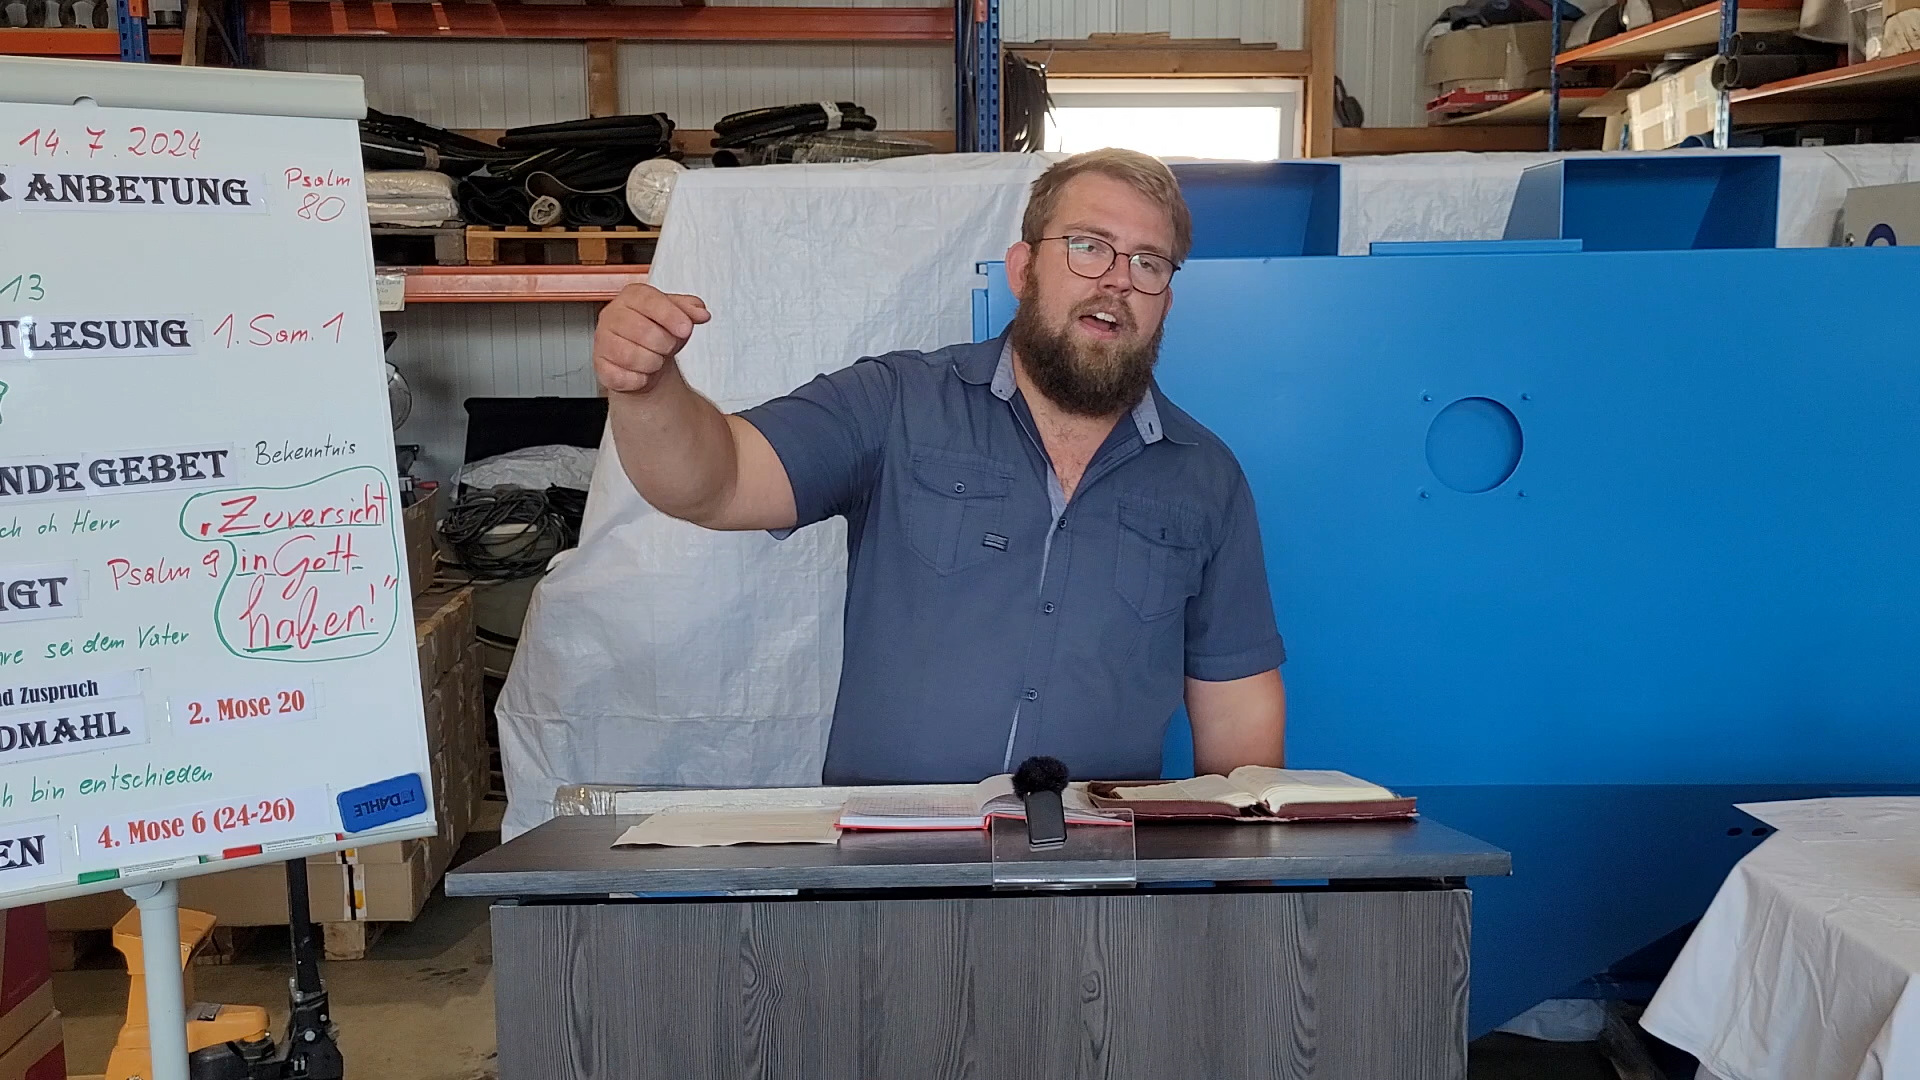 14. 7. 2024
R ANBETUNG Psalm 80
13
TLESUNG 1. Sam. 1
NDE GEBET Bekenntnis
ch oh Herr
„Zuversicht
in Gott
haben!"
IGT Psalm 9
re sei dem Vater
nd Zuspruch
DMAHL 2. Mose 20
h bin entschieden
DAHLE
EN 4. Mose 6 (24-26)